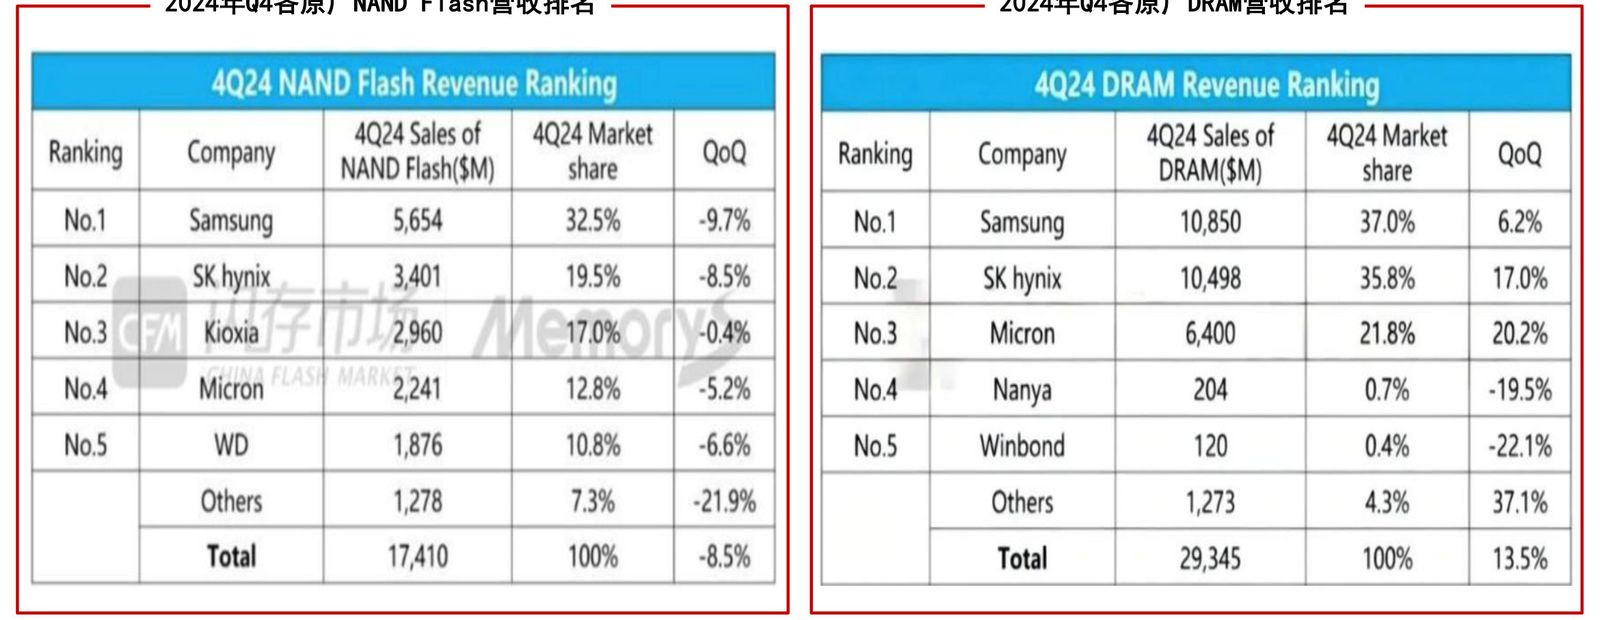 2024年Q4各原厂 NAND Flash营收排名
4Q24 NAND Flash Revenue Ranking
Ranking Company 4Q24 Sales of NAND Flash($M) 4Q24 Market share QoQ
No.1 Samsung 5,654 32.5% -9.7%
No.2 SK hynix 3,401 19.5% -8.5%
No.3 Kioxia 2,960 17.0% -0.4%
No.4 Micron 2,241 12.8% -5.2%
No.5 WD 1,876 10.8% -6.6%
Others 1,278 7.3% -21.9%
Total 17,410 100% -8.5%
CFM 闪存市场 MemoryS
CHINA FLASH MARKET
2024年Q4各原厂 DRAM营收排名
4Q24 DRAM Revenue Ranking
Ranking Company 4Q24 Sales of DRAM($M) 4Q24 Market share QoQ
No.1 Samsung 10,850 37.0% 6.2%
No.2 SK hynix 10,498 35.8% 17.0%
No.3 Micron 6,400 21.8% 20.2%
No.4 Nanya 204 0.7% -19.5%
No.5 Winbond 120 0.4% -22.1%
Others 1,273 4.3% 37.1%
Total 29,345 100% 13.5%